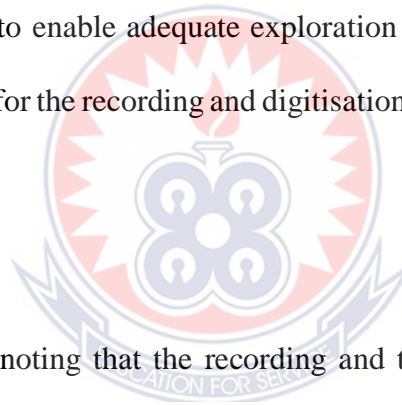 to enable adequate exploration
for the recording and digitisation
noting that the recording and t
EDUCATION FOR SERVICE